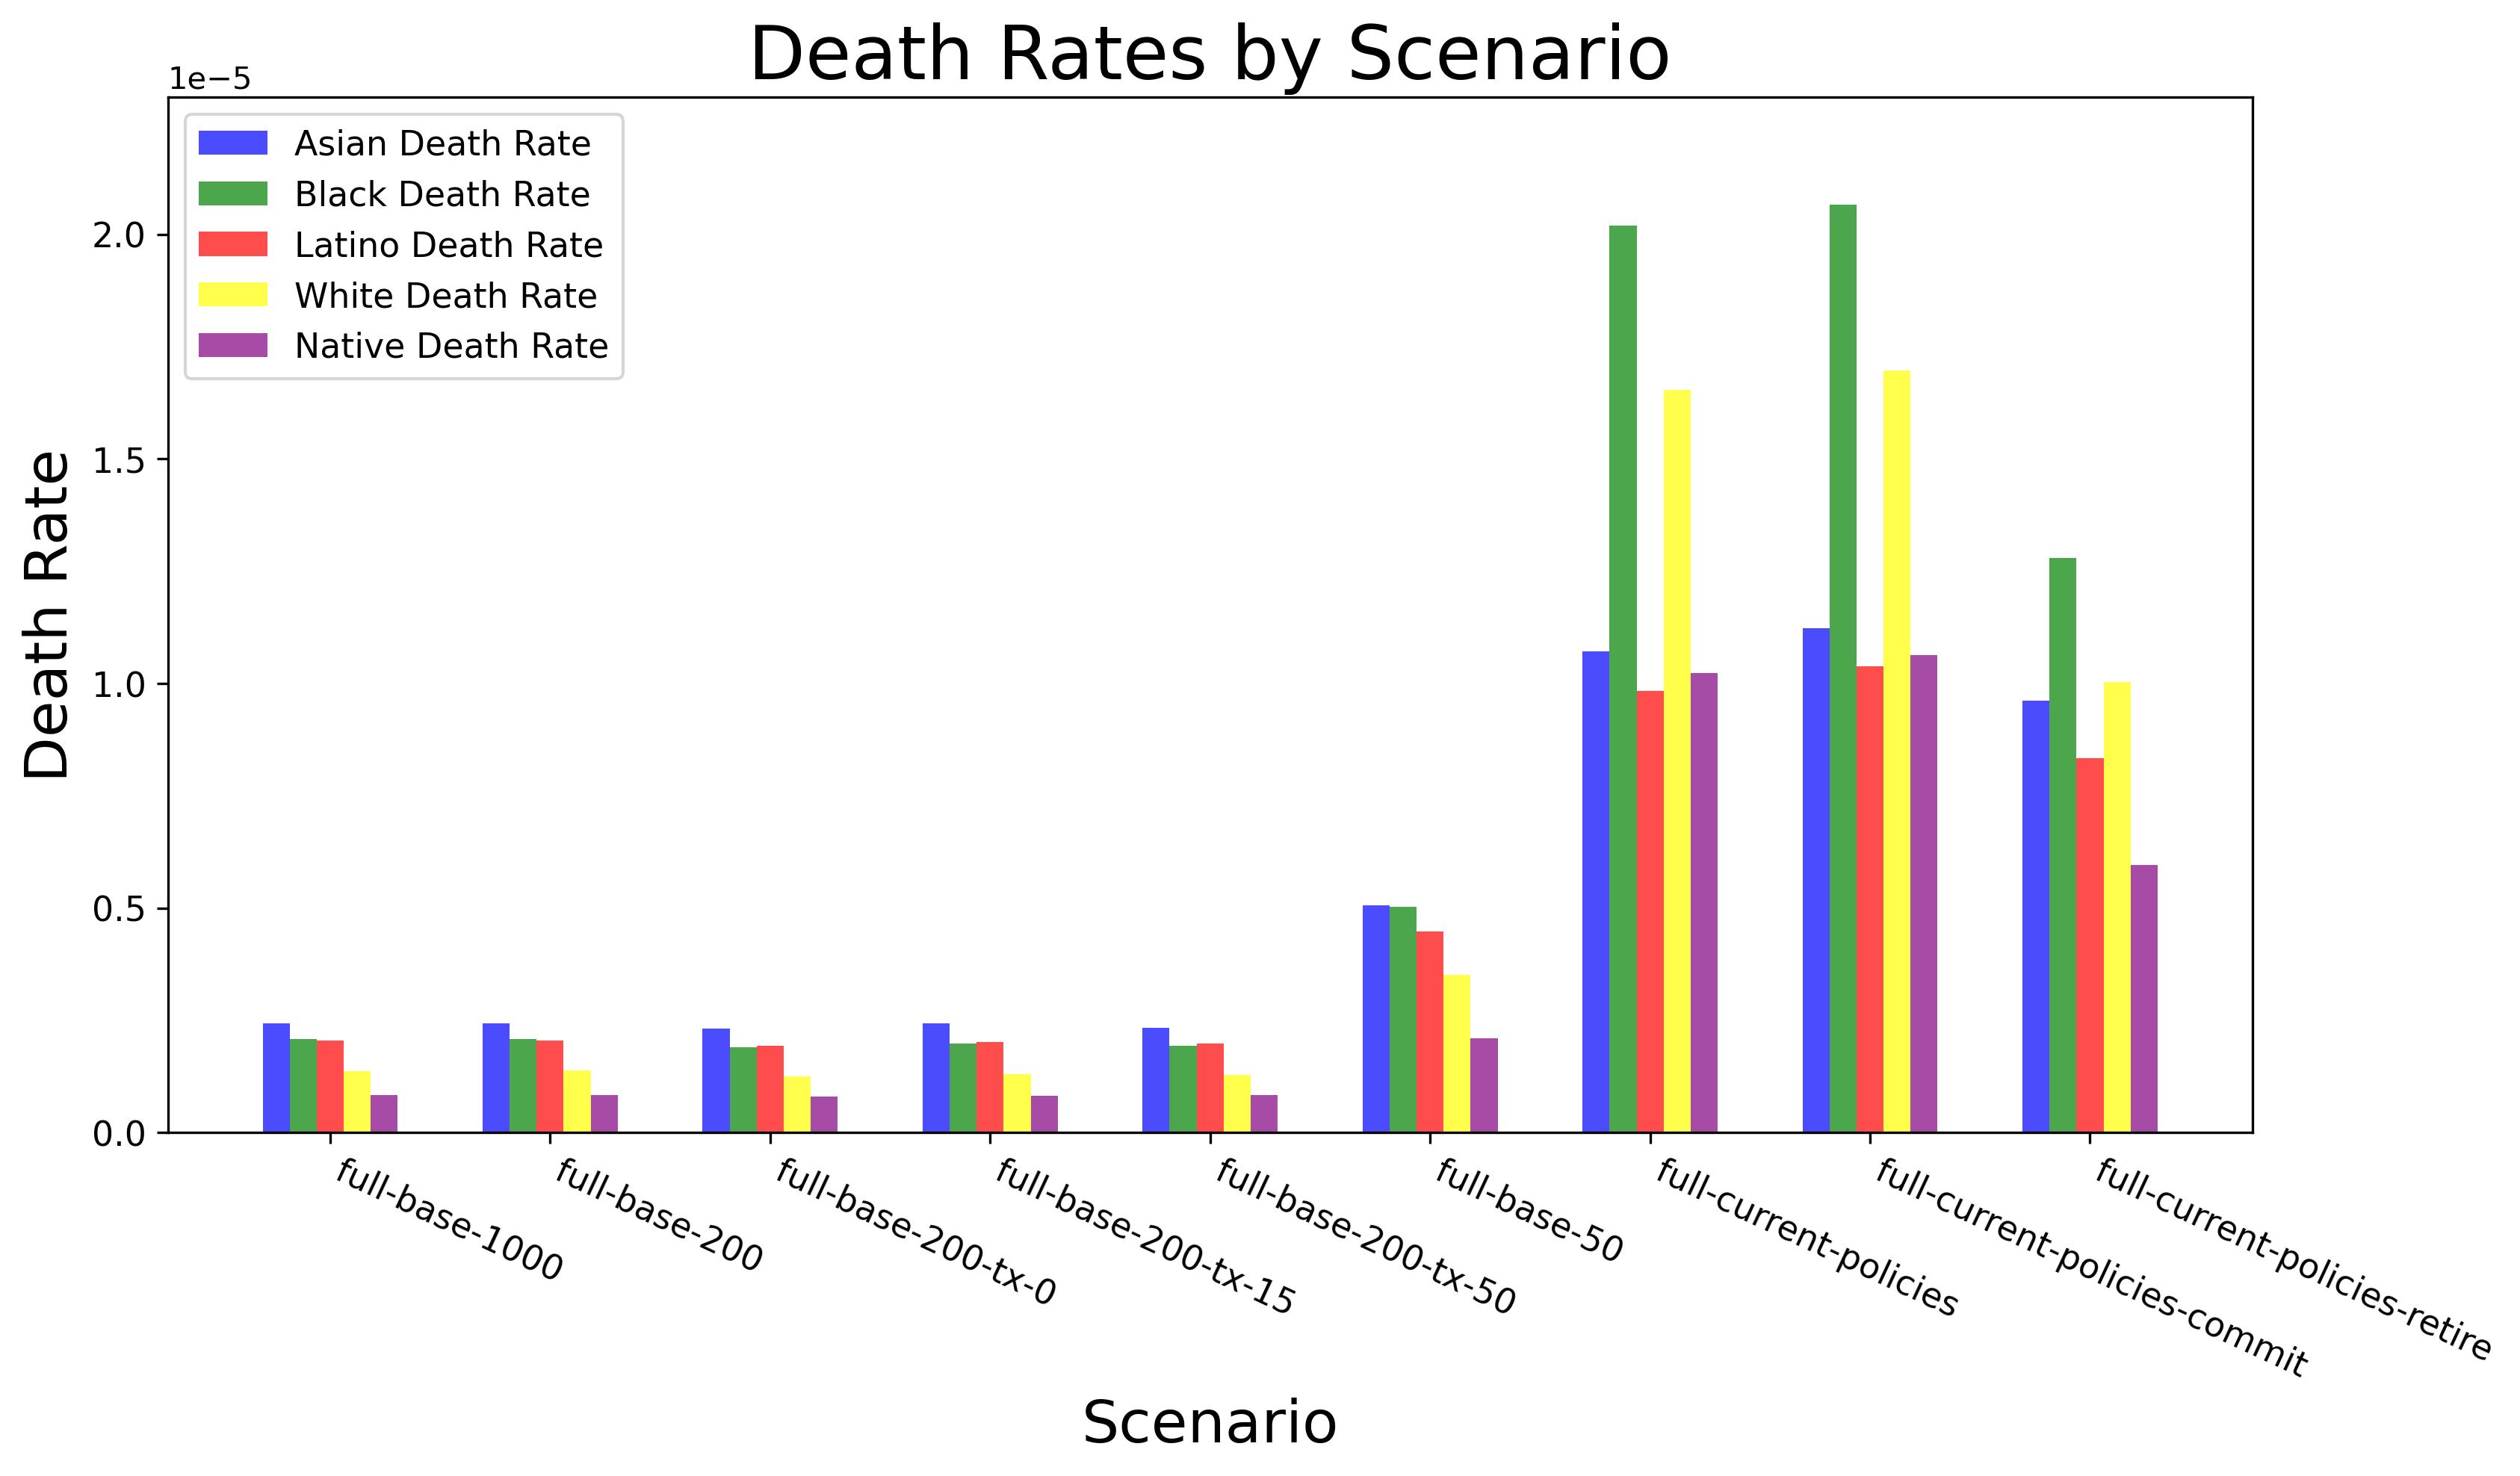 Death Rates by Scenario
1e−5
Asian Death Rate
Black Death Rate
Latino Death Rate
White Death Rate
Native Death Rate
Death Rate
2.0
1.5
1.0
0.5
0.0
full-base-1000
full-base-200
full-base-200-tx-0
full-base-200-tx-15
full-base-200-tx-50
full-base-50
full-current-policies
full-current-policies-commit
full-current-policies-retire
Scenario